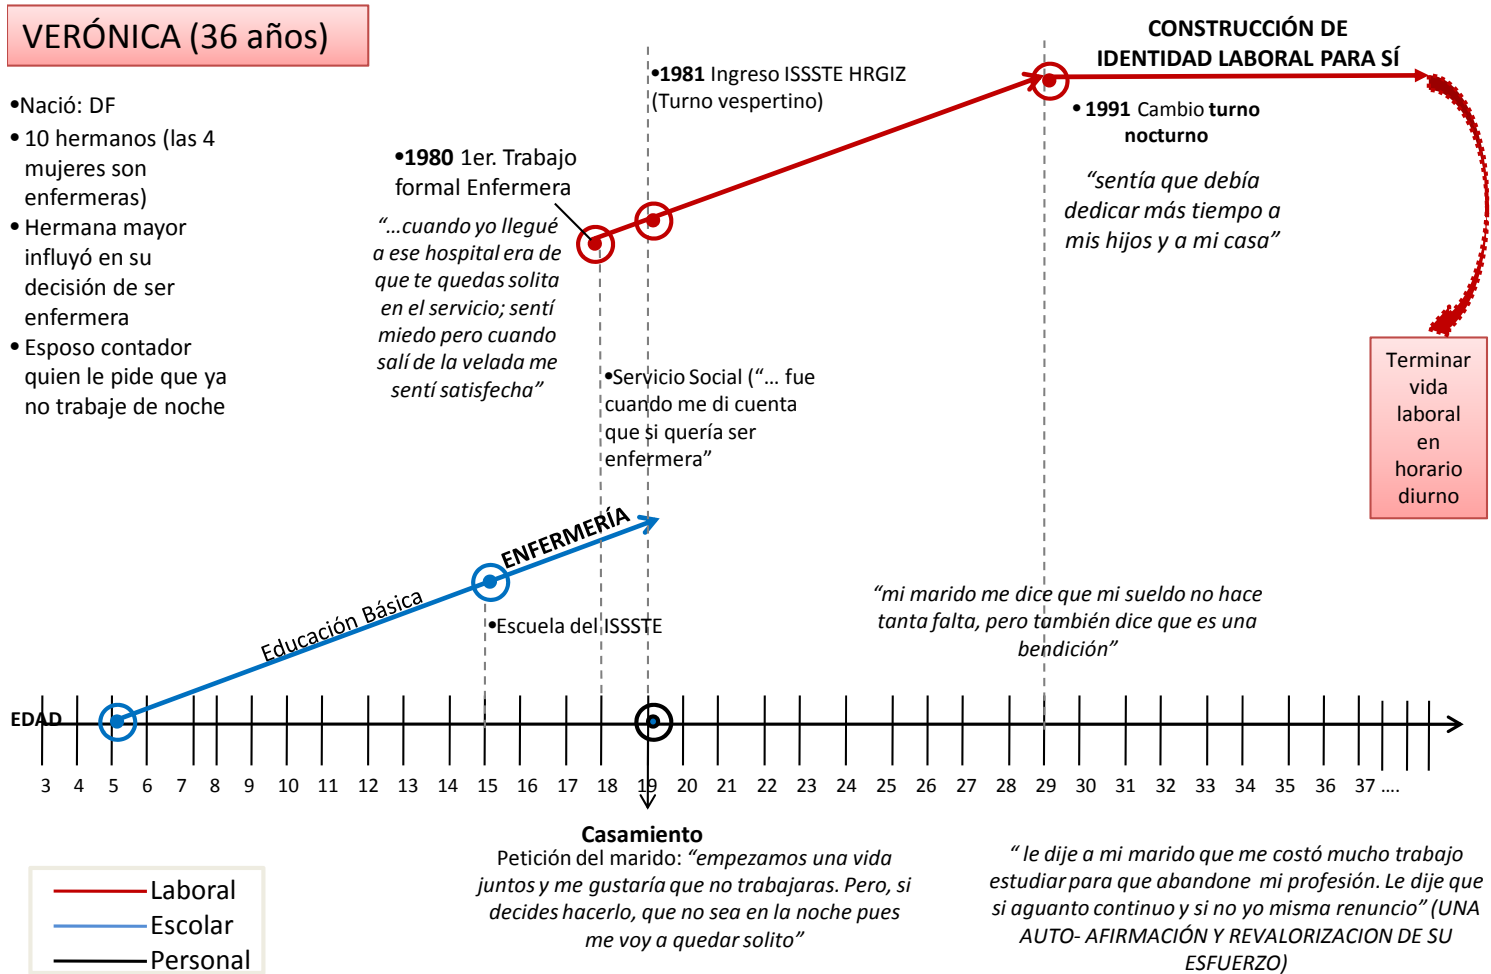 VERÓNICA (36 años)
•Nació: DF
• 10 hermanos (las 4
mujeres son
enfermeras)
• Hermana mayor
influyó en su
decisión de ser
enfermera
• Esposo contador
quien le pide que ya
no trabaje de noche
•1980 1er. Trabajo
formal Enfermera
“...cuando yo llegué
a ese hospital era de
que te quedas solita
en el servicio; sentí
miedo pero cuando
salí de la velada me
sentí satisfecha”
•1981 Ingreso ISSSTE HRGIZ
(Turno vespertino)
CONSTRUCCIÓN DE
IDENTIDAD LABORAL PARA SÍ
• 1991 Cambio turno
nocturno
“sentía que debía
dedicar más tiempo a
mis hijos y a mi casa”
Terminar
vida
laboral
en
horario
diurno
•Servicio Social (“... fue
cuando me di cuenta
que si quería ser
enfermera”
ENFERMERÍA
Educación Básica
•Escuela del ISSSTE
“mi marido me dice que mi sueldo no hace
tanta falta, pero también dice que es una
bendición”
EDAD
3 4 5 6 7 8 9 10 11 12 13 14 15 16 17 18 19 20 21 22 22 23 24 25 26 27 28 29 30 31 32 33 34 35 36 37 ....
Casamiento
Petición del marido: “empezamos una vida
juntos y me gustaría que no trabajaras. Pero, si
decides hacerlo, que no sea en la noche pues
me voy a quedar solito”
“ le dije a mi marido que me costó mucho trabajo
estudiar para que abandone mi profesión. Le dije que
si aguanto continuo y si no yo misma renuncio” (UNA
AUTO- AFIRMACIÓN Y REVALORIZACION DE SU
ESFUERZO)
Laboral
Escolar
Personal